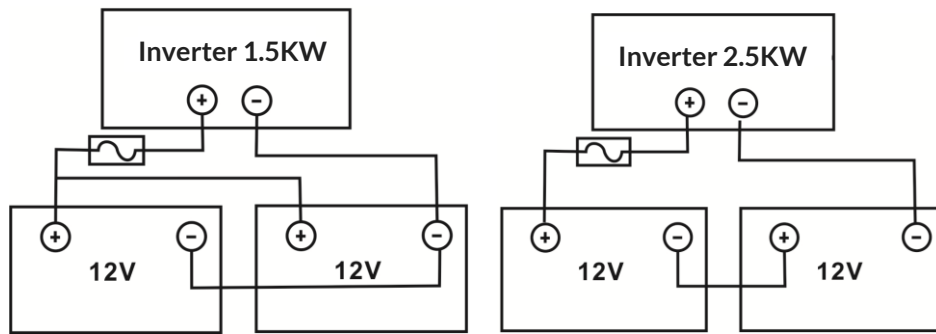 Inverter 1.5KW
+ −
+ − + −
12V 12V
Inverter 2.5KW
+ −
+ − + −
12V 12V